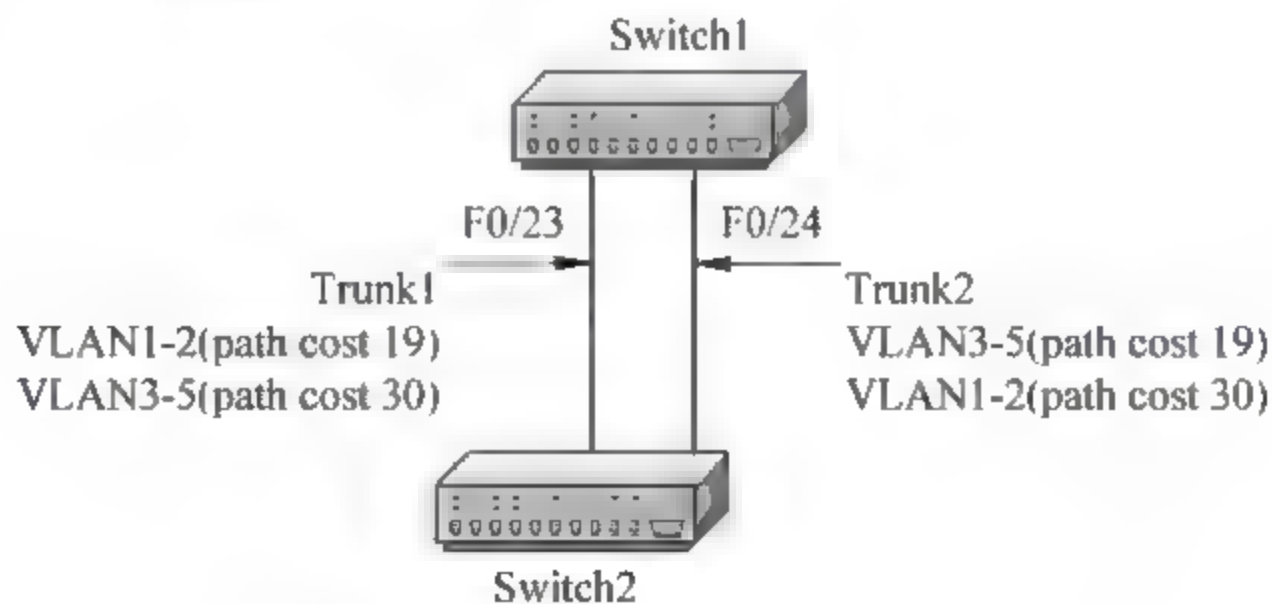 Switch1
F0/23
F0/24
Trunk1
VLAN1-2(path cost 19)
VLAN3-5(path cost 30)
Trunk2
VLAN3-5(path cost 19)
VLAN1-2(path cost 30)
Switch2